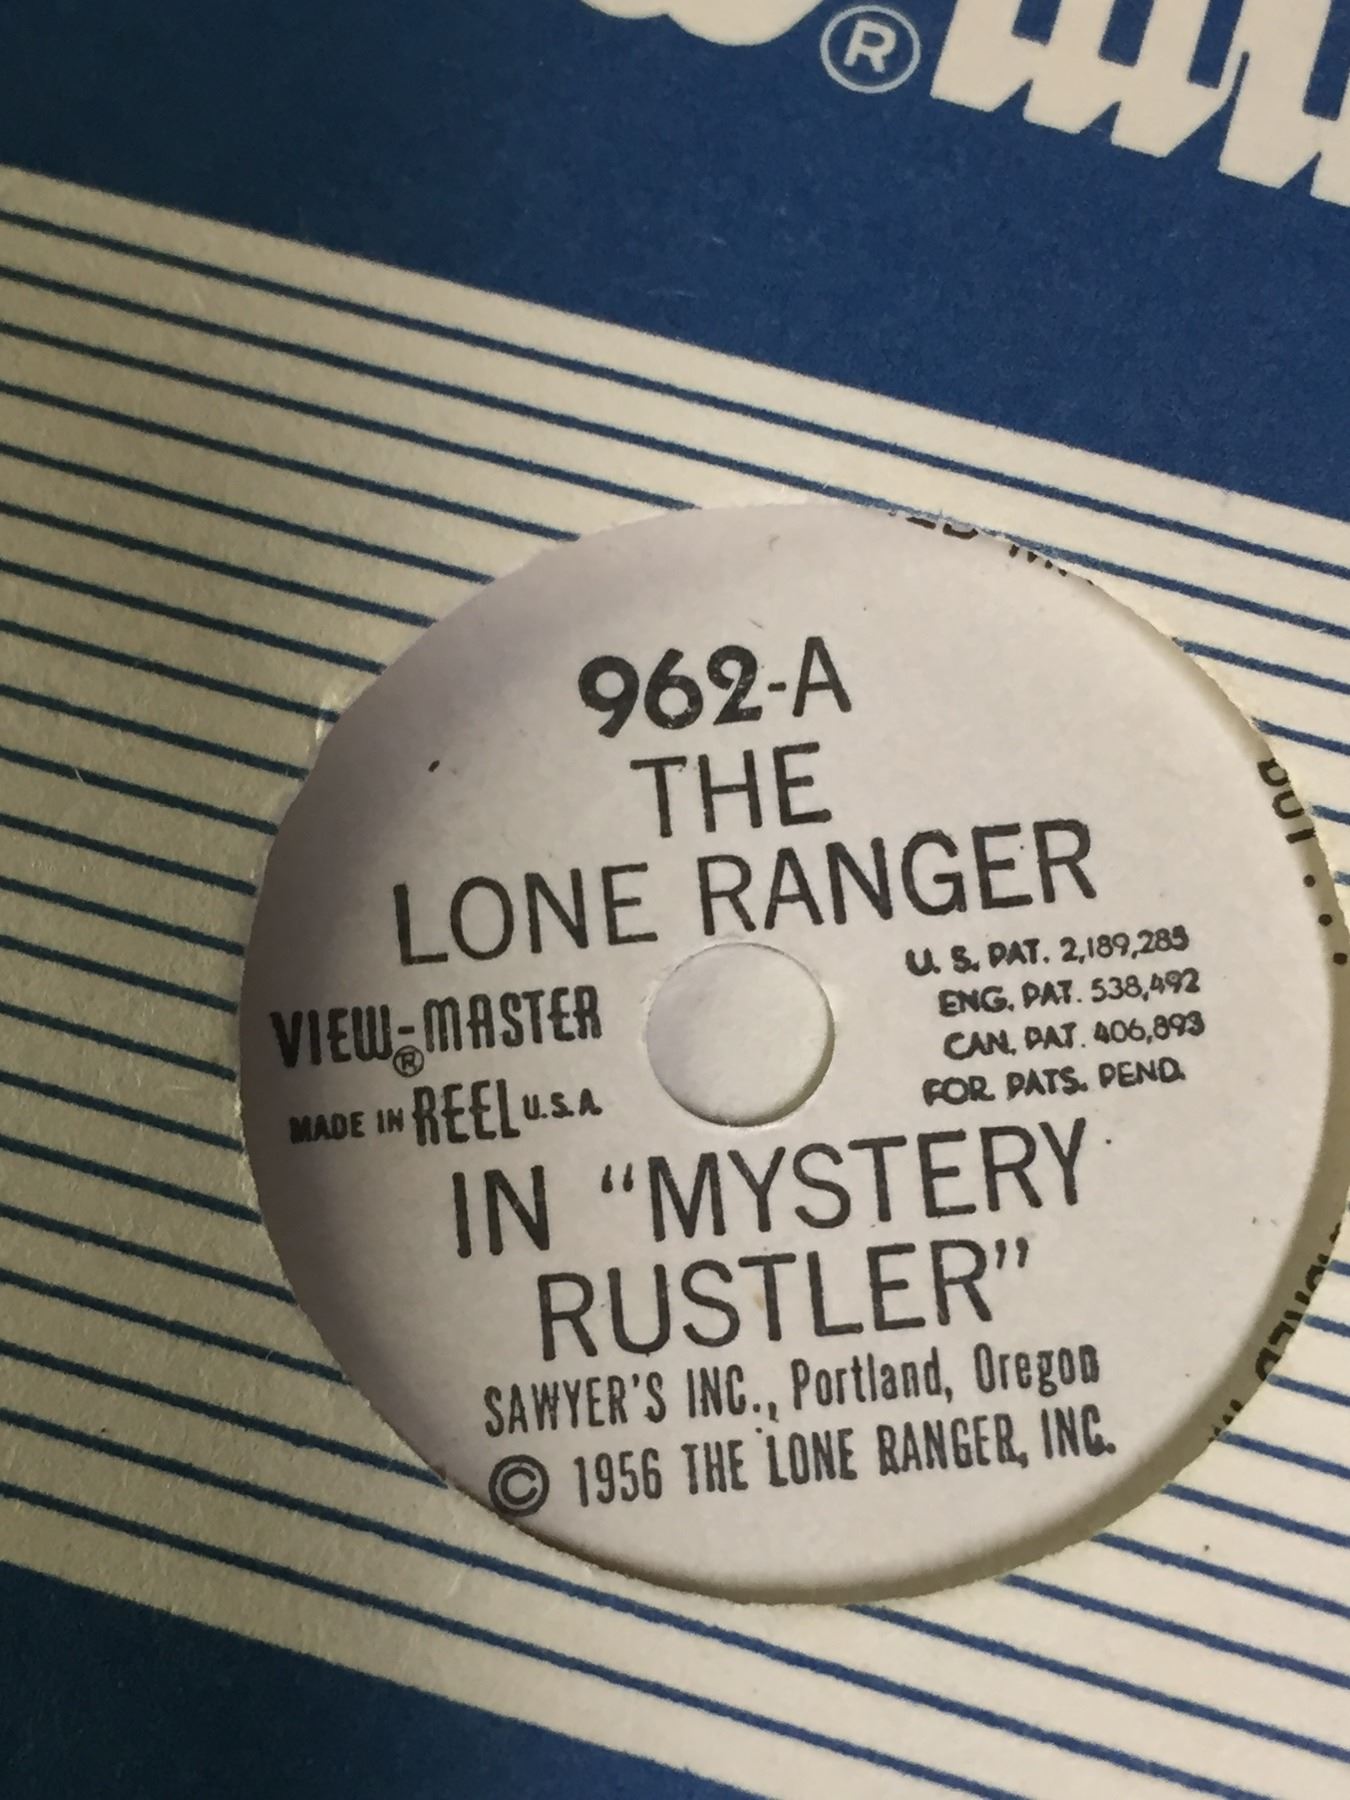 ®
962-A
THE
LONE RANGER
VIEW-MASTER
®
MADE IN REEL U.S.A.
U. S. PAT. 2,189,285
ENG. PAT. 538,492
CAN. PAT. 406,893
FOR. PATS. PEND.
IN “MYSTERY
RUSTLER”
SAWYER'S INC., Portland, Oregon
© 1956 THE LONE RANGER, INC.